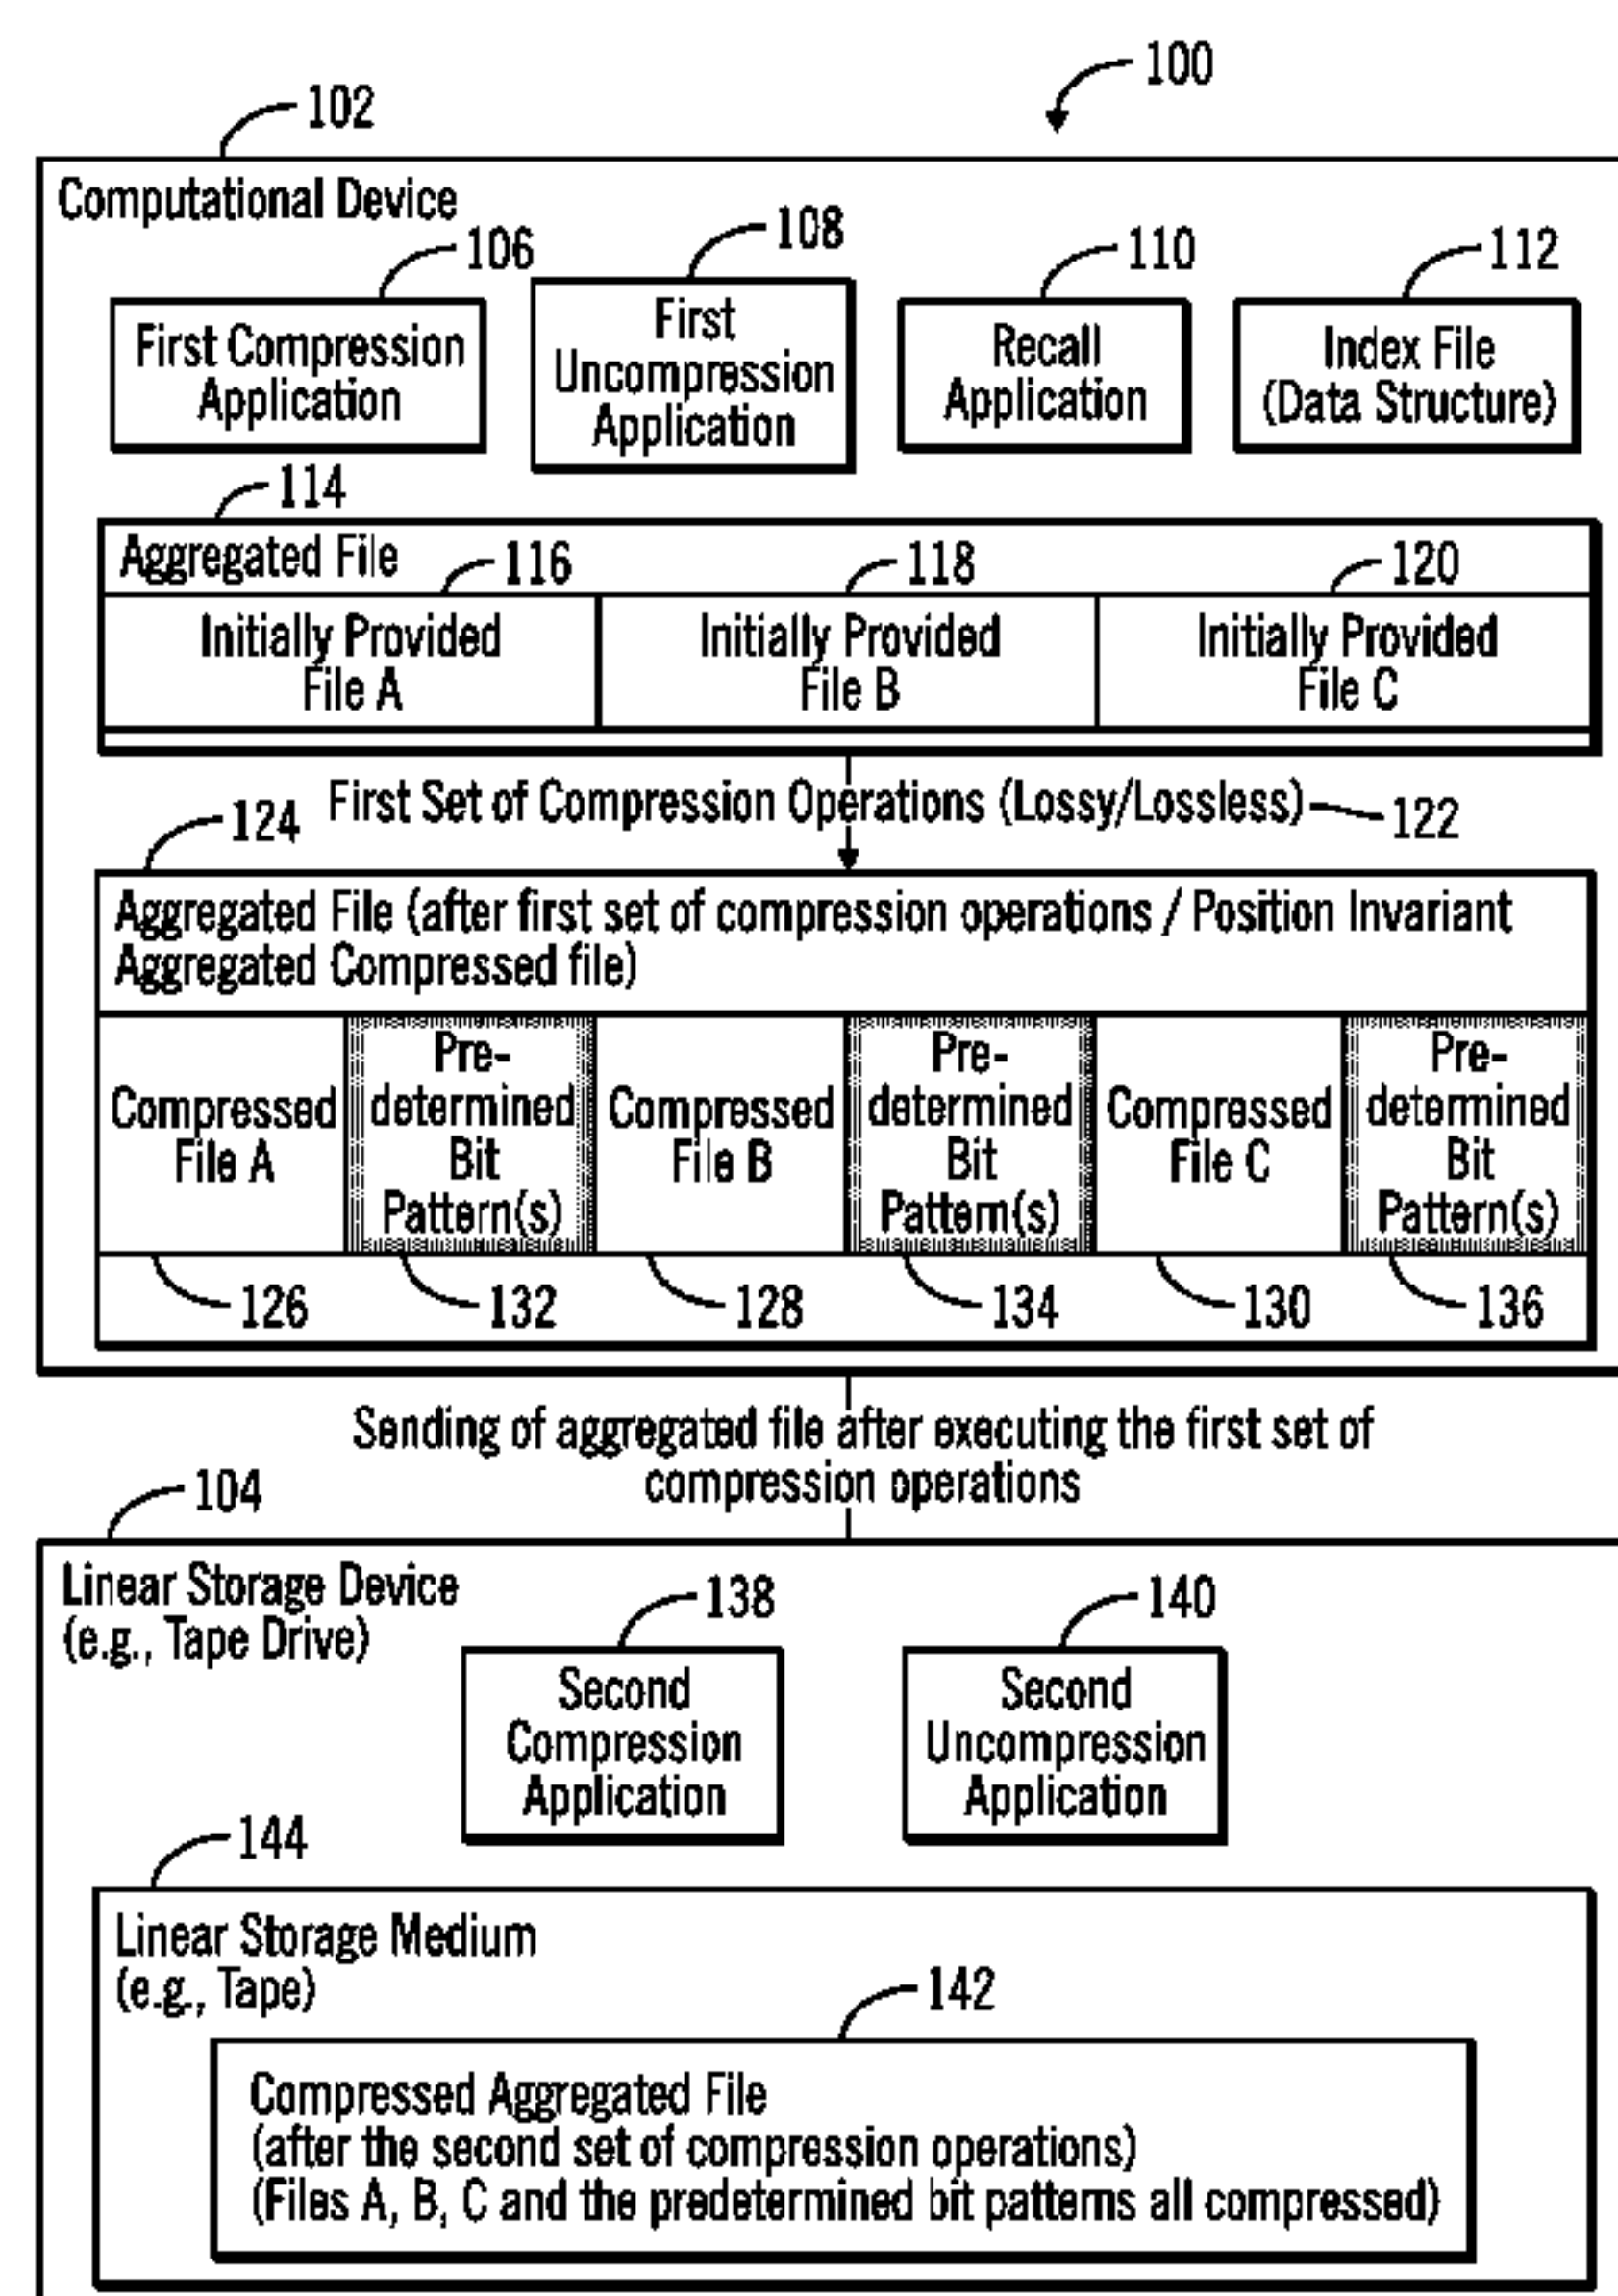 100
102
Computational Device
106
108
110
112
First Compression
Application
First
Uncompression
Application
Recall
Application
Index File
(Data Structure)
114
Aggregated File
116
118
120
Initially Provided
File A
Initially Provided
File B
Initially Provided
File C
First Set of Compression Operations (Lossy/Lossless)
122
124
Aggregated File (after first set of compression operations / Position Invariant
Aggregated Compressed file)
Compressed
File A
Pre-
determined
Bit
Pattern(s)
Compressed
File B
Pre-
determined
Bit
Pattern(s)
Compressed
File C
Pre-
determined
Bit
Pattern(s)
126
132
128
134
130
136
Sending of aggregated file after executing the first set of
compression operations
104
Linear Storage Device
(e.g., Tape Drive)
138
140
Second
Compression
Application
Second
Uncompression
Application
144
Linear Storage Medium
(e.g., Tape)
142
Compressed Aggregated File
(after the second set of compression operations)
(Files A, B, C and the predetermined bit patterns all compressed)